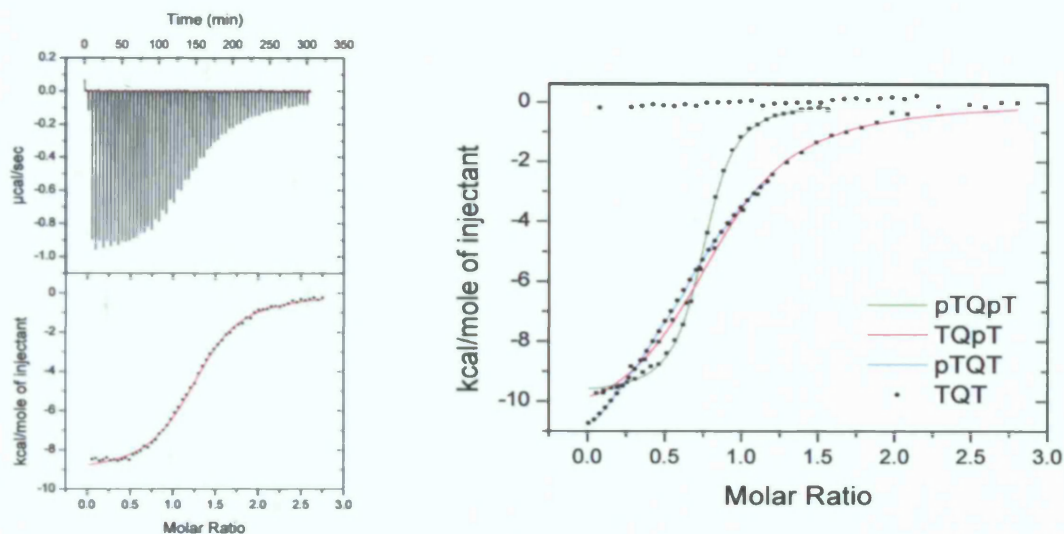 Time (min)
0 50 100 150 200 250 300 350
0.2
0.0
-0.2
-0.4
-0.6
-0.8
-1.0
µcal/sec
0
-2
-4
-6
-8
-10
kcal/mole of injectant
0.0 0.5 1.0 1.5 2.0 2.5 3.0
Molar Ratio
0
-2
-4
-6
-8
-10
kcal/mole of injectant
pTQpT
TQpT
pTQT
TQT
0.0 0.5 1.0 1.5 2.0 2.5 3.0
Molar Ratio